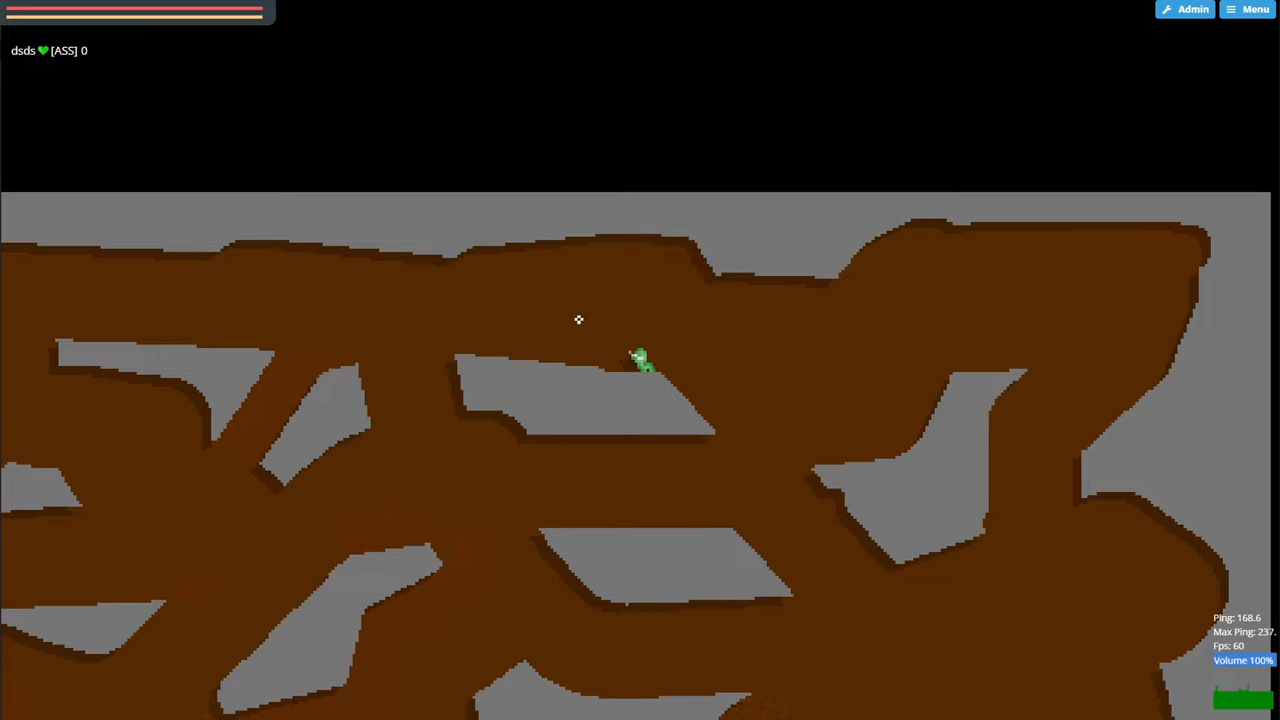 Admin
Menu
dsds [ASS] 0
Ping: 168.6
Max Ping: 237.
Fps: 60
Volume 100%